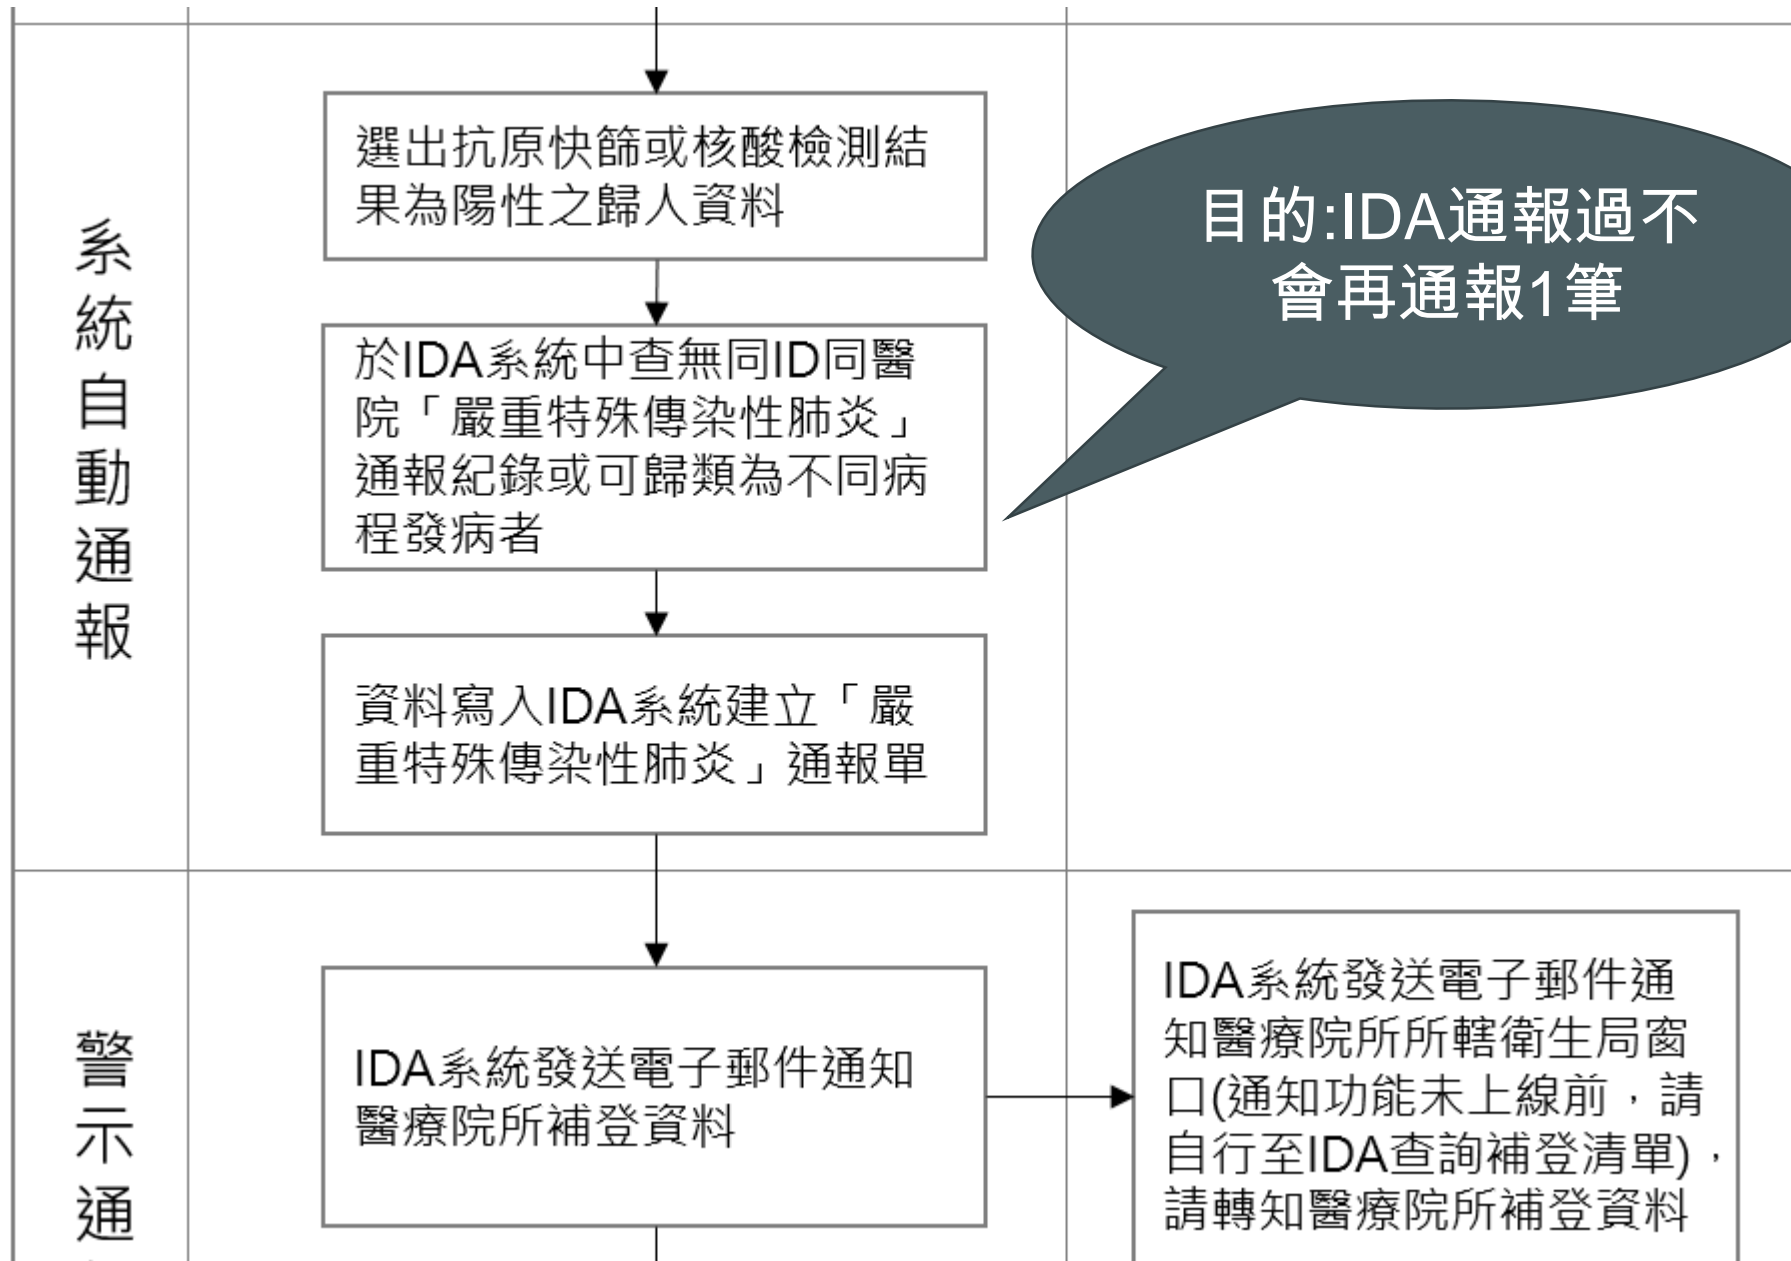 系統自動通報
選出抗原快篩或核酸檢測結
果為陽性之歸人資料
目的:IDA通報過不
會再通報1筆
於IDA系統中查無同ID同醫
院「嚴重特殊傳染性肺炎」
通報紀錄或可歸類為不同病
程發病者
資料寫入IDA系統建立「嚴
重特殊傳染性肺炎」通報單
警示通
IDA系統發送電子郵件通知
醫療院所補登資料
IDA系統發送電子郵件通
知醫療院所所轄衛生局窗
口(通知功能未上線前，請
自行至IDA查詢補登清單)，
請轉知醫療院所補登資料